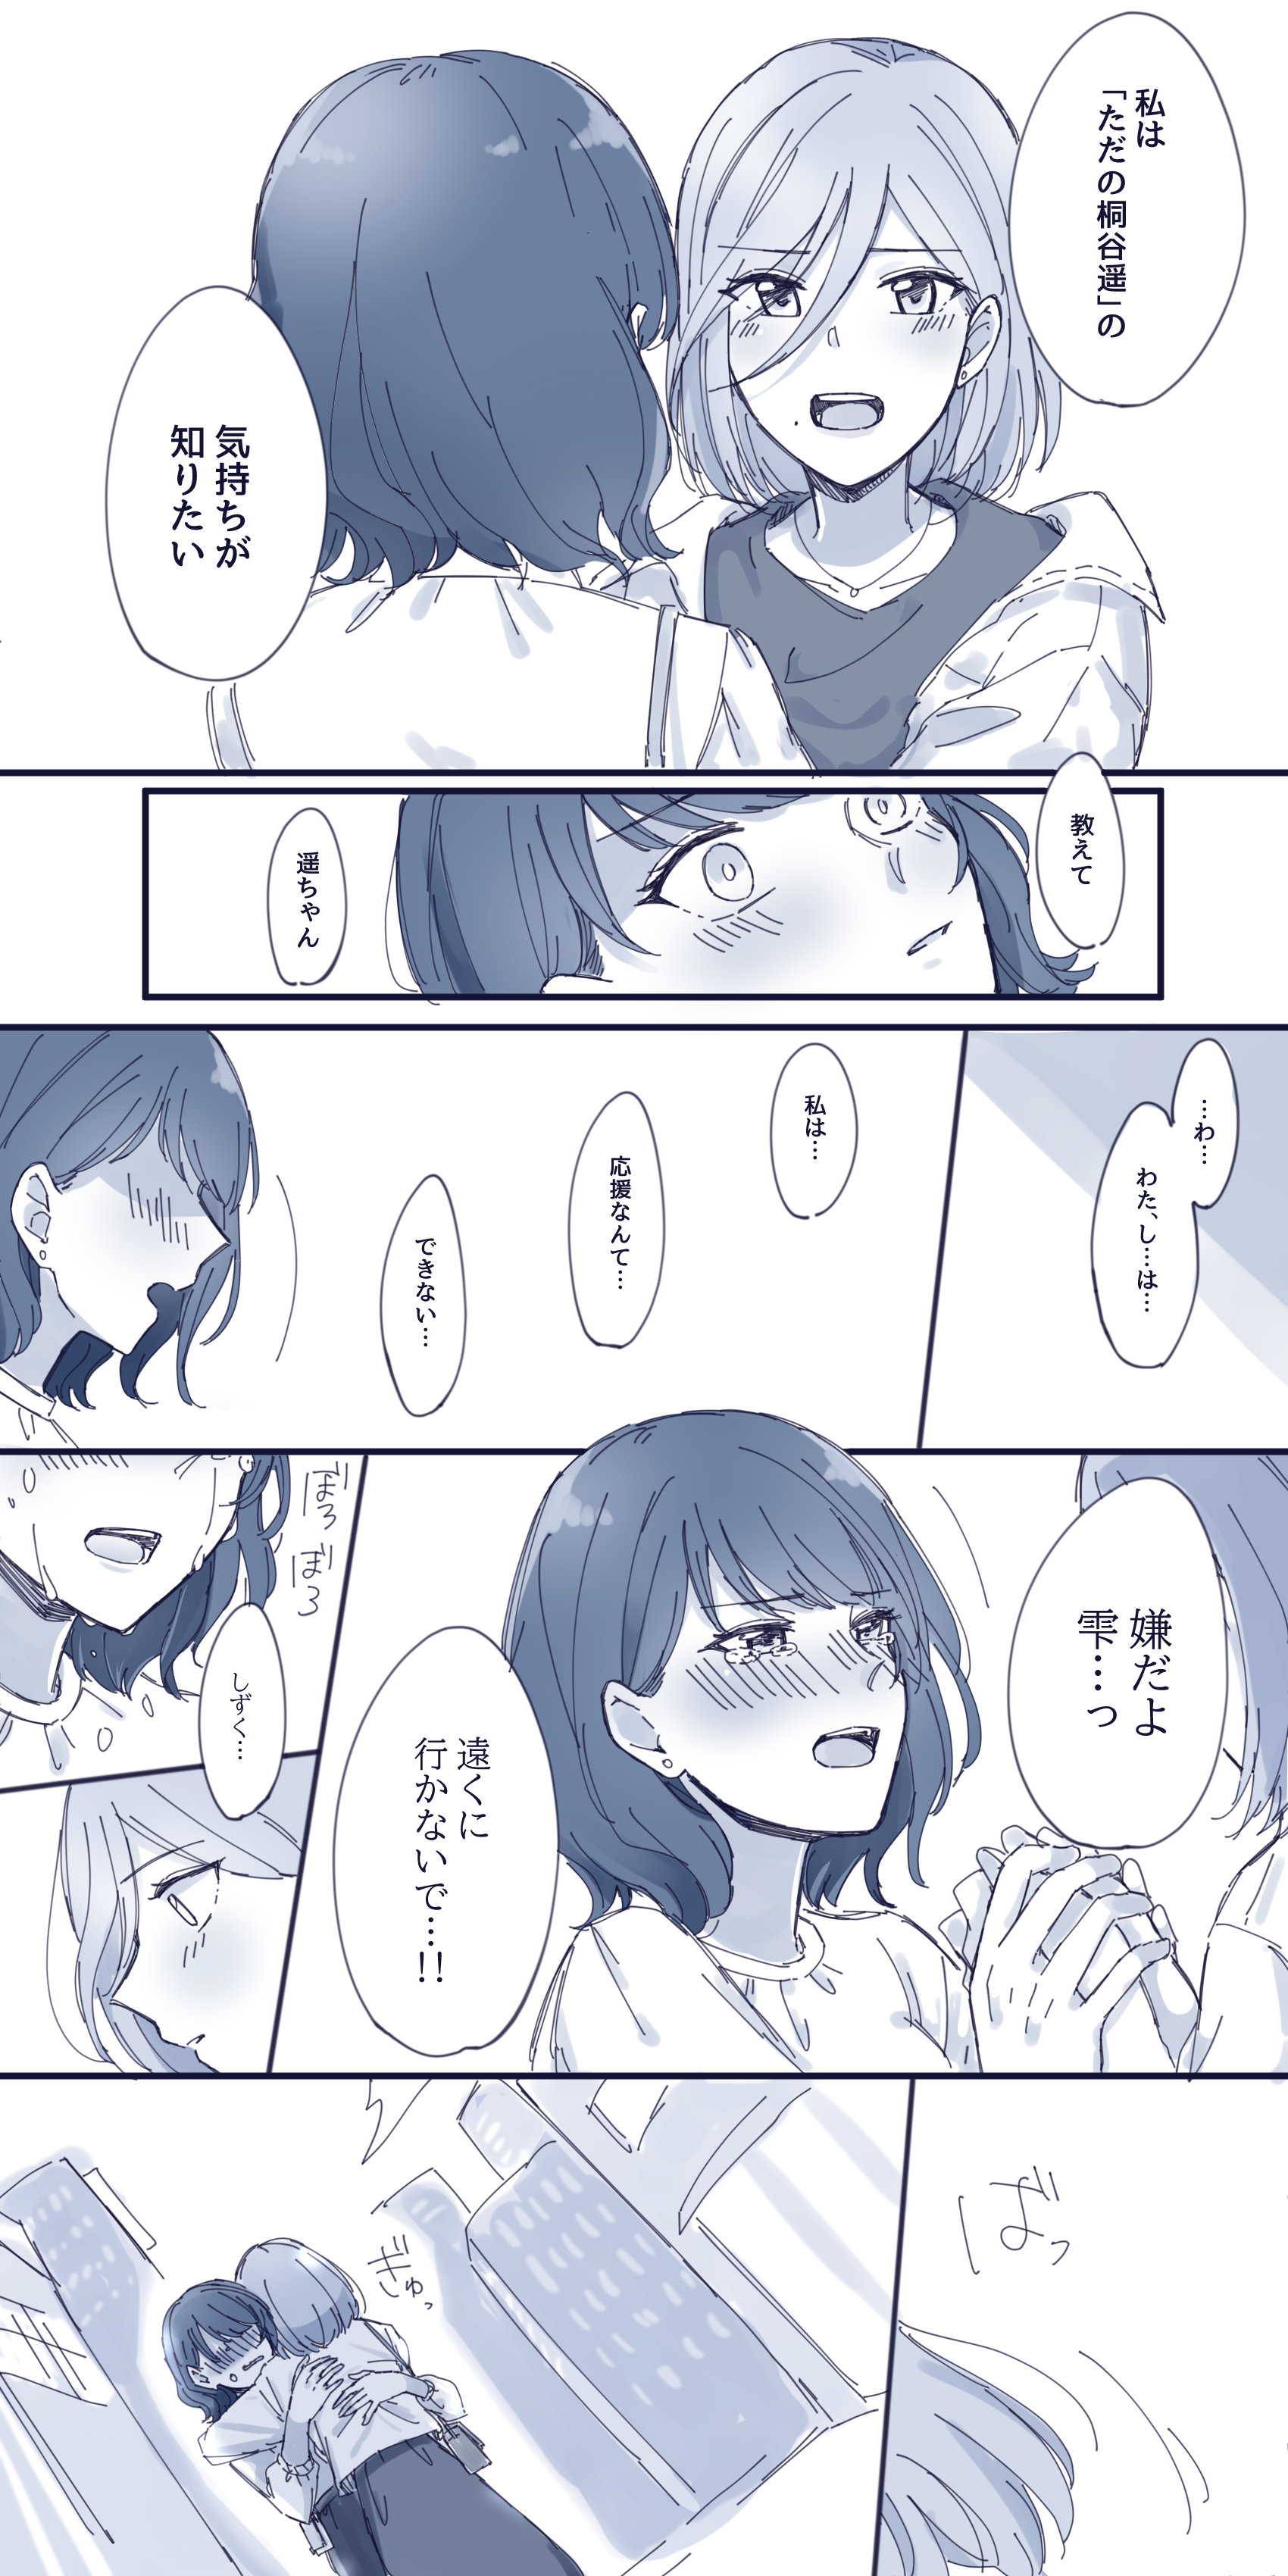 私は
「ただの桐谷遥」の
気持ちが
知りたい
教えて
遥ちゃん
…わ…
わた、し…は…
私は…
応援なんて…
できない…
嫌だよ
雫…っ
遠くに
行かないで…!!
ぼろ
ぼろ
しずく…
ばっ
ぎゅっ